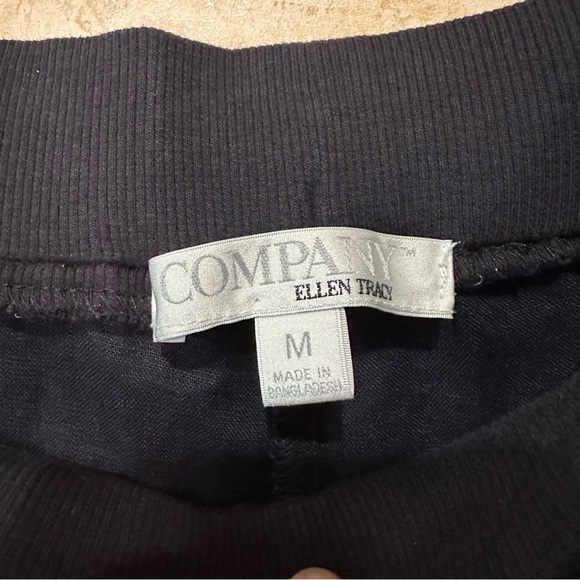 COMPANY™
ELLEN TRACY
M
MADE IN
BANGLADESH